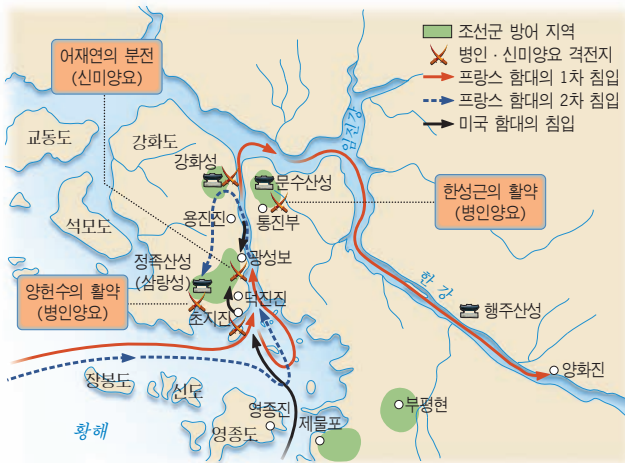 어재연의 분전
(신미양요)
조선군 방어 지역
병인·신미양요 격전지
프랑스 함대의 1차 침입
프랑스 함대의 2차 침입
미국 함대의 침입
교동도
강화도
임진강
강화성
문수산성
한성근의 활약
(병인양요)
석모도
용진진
통진부
정족산성
(삼랑성)
광성보
양헌수의 활약
(병인양요)
덕진진
초지진
한강
행주산성
양화진
장봉도
신도
부평현
영종진
제물포
황해
영종도